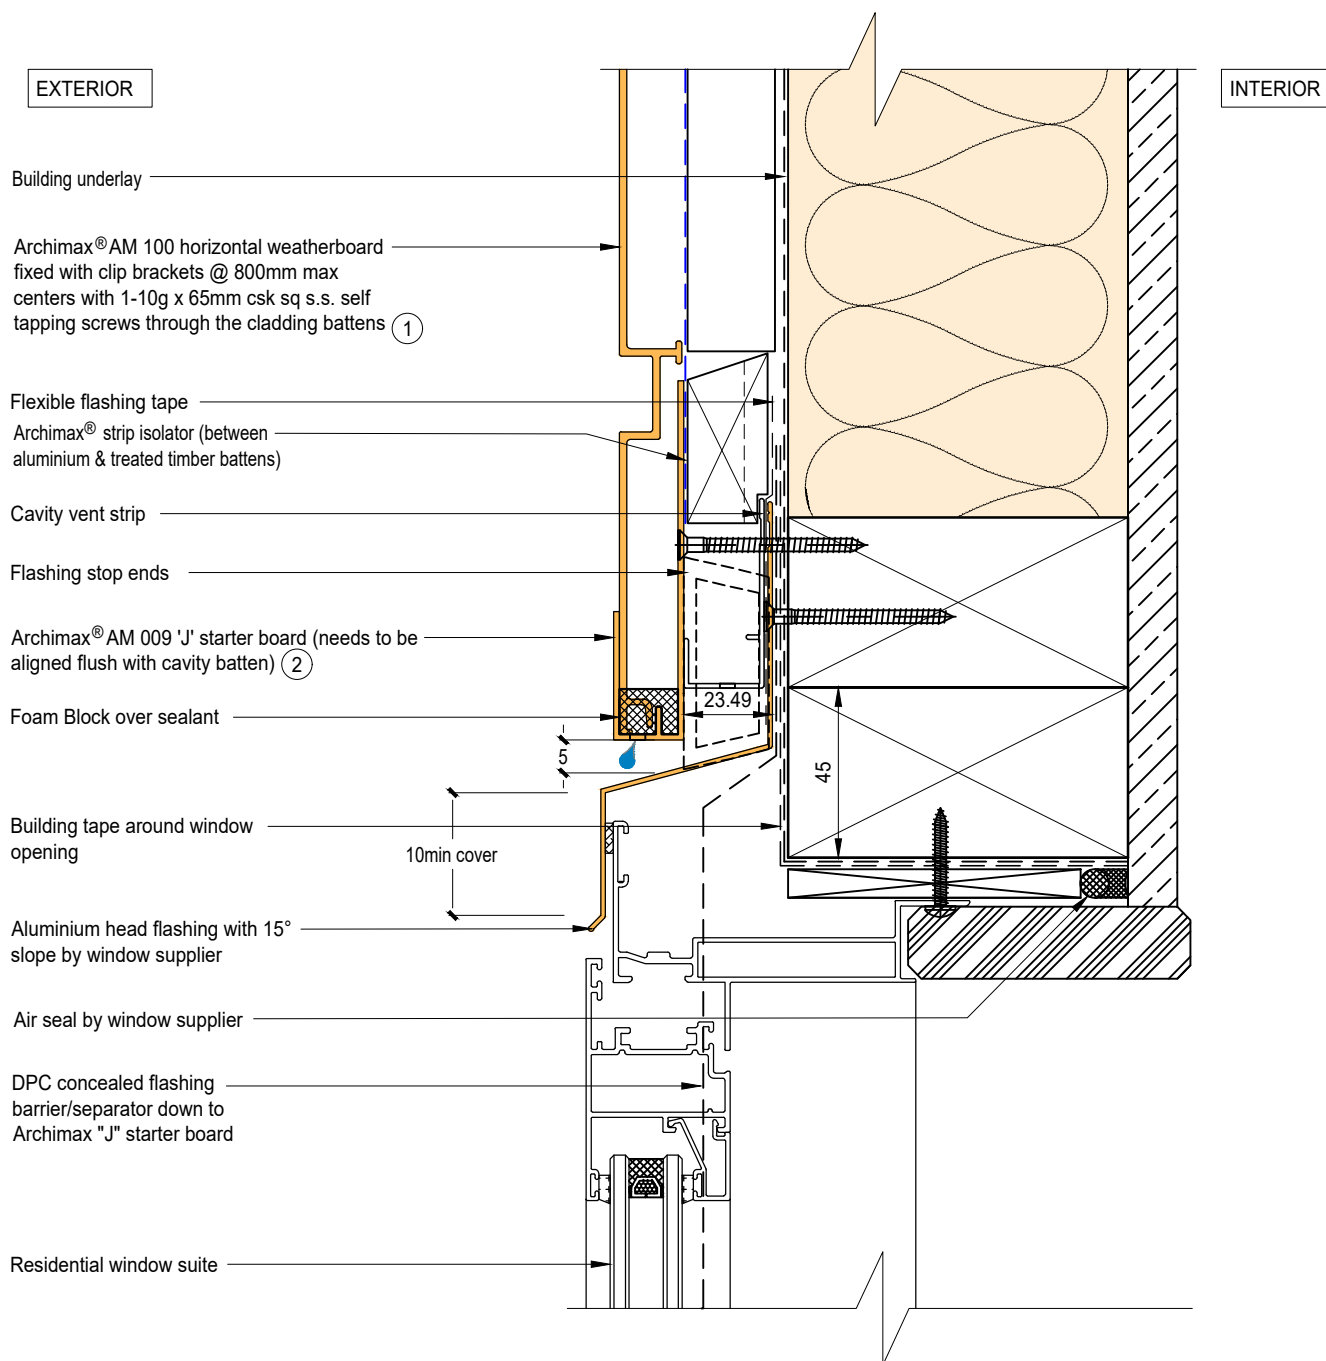 EXTERIOR
INTERIOR
Building underlay
Archimax® AM 100 horizontal weatherboard
fixed with clip brackets @ 800mm max
centers with 1-10g x 65mm csk sq s.s. self
tapping screws through the cladding battens 1
Flexible flashing tape
Archimax® strip isolator (between
aluminium & treated timber battens)
Cavity vent strip
Flashing stop ends
Archimax® AM 009 'J' starter board (needs to be
aligned flush with cavity batten) 2
Foam Block over sealant
23.49
5
45
Building tape around window
opening
10min cover
Aluminium head flashing with 15°
slope by window supplier
Air seal by window supplier
DPC concealed flashing
barrier/separator down to
Archimax "J" starter board
Residential window suite